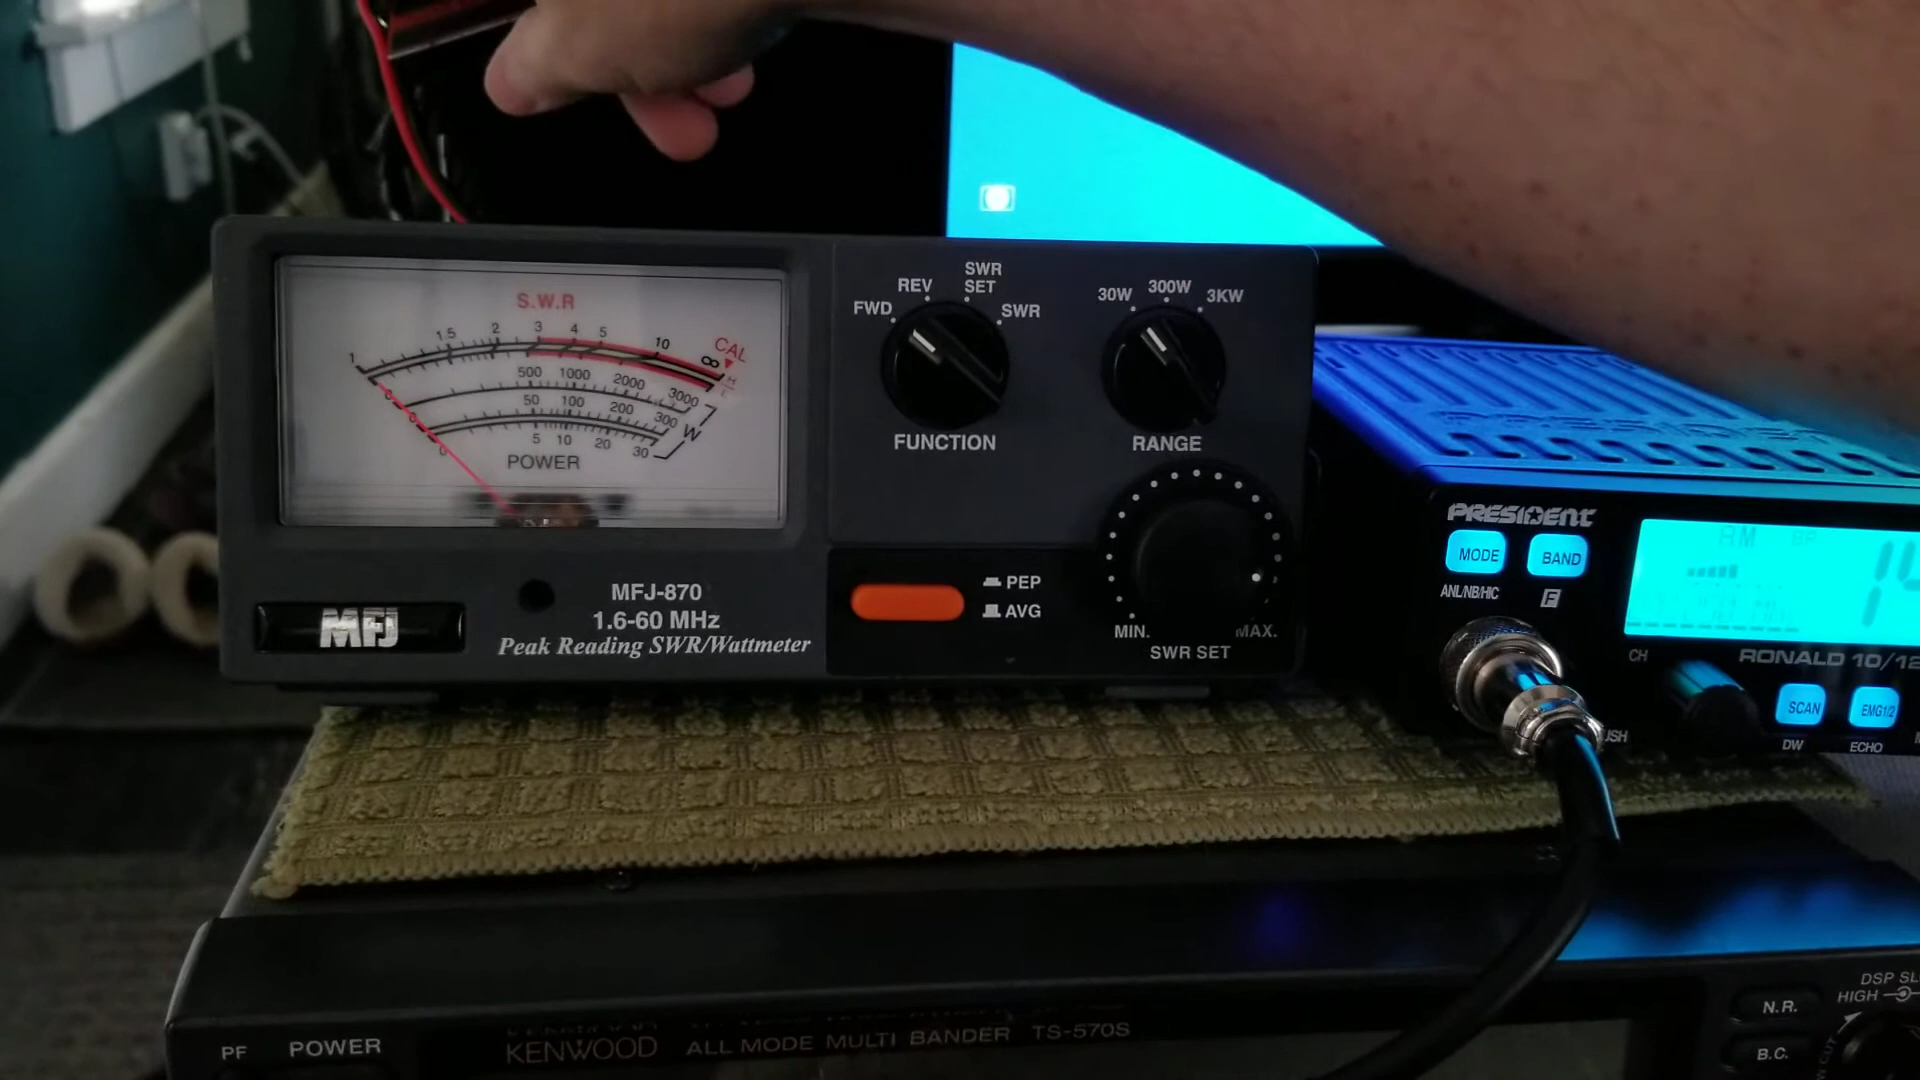 S.W.R
1 1.5 2 3 4 5 10 ∞ CAL
H
L
0 500 1000 2000 3000
0 50 100 200 300 W
0 5 10 20 30
POWER
FWD REV SWR SET SWR
FUNCTION
30W 300W 3KW
RANGE
PEP
AVG
MIN. MAX.
SWR SET
MFJ
MFJ-870
1.6-60 MHz
Peak Reading SWR/Wattmeter
PRESIDENT
MODE BAND
ANL/NB/HIC F
CH
RONALD 10/12
SCAN EMG1/2
DW ECHO
PF POWER
KENWOOD ALL MODE MULTI BANDER TS-570S
N.R.
B.C.
HIGH